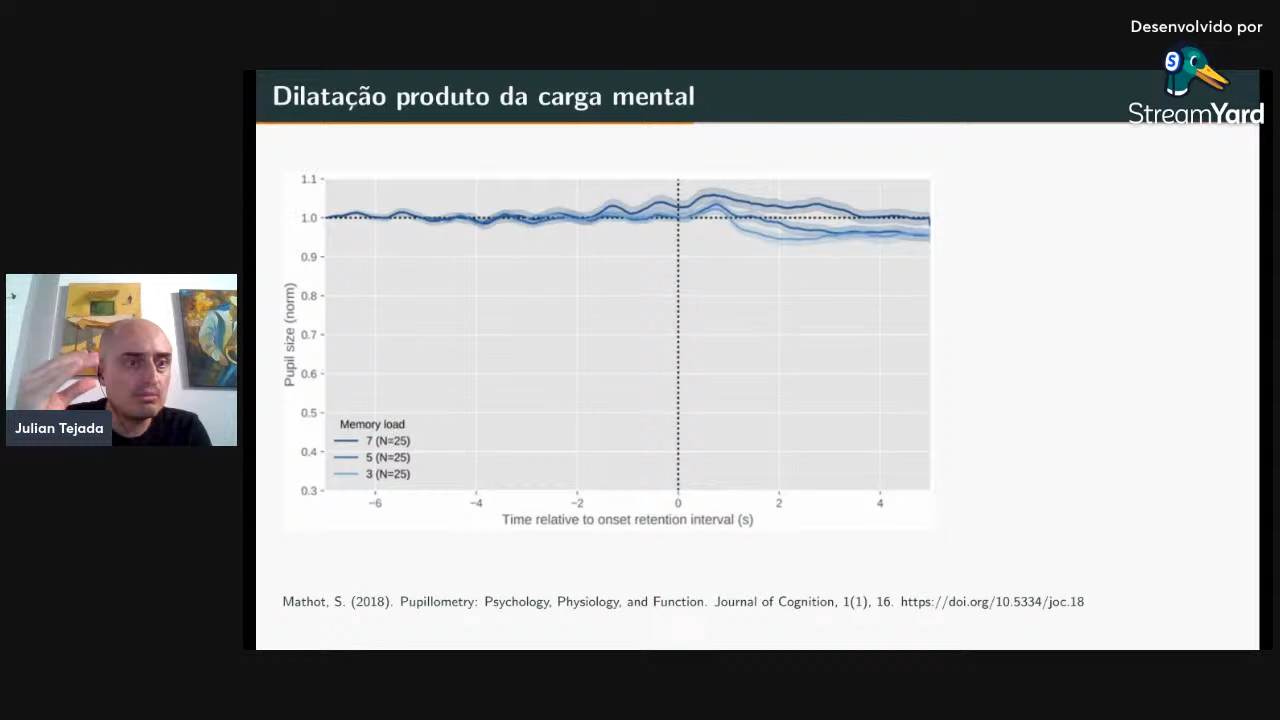 Desenvolvido por
S
StreamYard
Dilatação produto da carga mental
1.1
1.0
0.9
0.8
0.7
0.6
0.5
0.4
0.3
Pupil size (norm)
Memory load
7 (N=25)
5 (N=25)
3 (N=25)
−6
−4
−2
0
2
4
Time relative to onset retention interval (s)
Julian Tejada
Mathot, S. (2018). Pupillometry: Psychology, Physiology, and Function. Journal of Cognition, 1(1), 16. https://doi.org/10.5334/joc.18